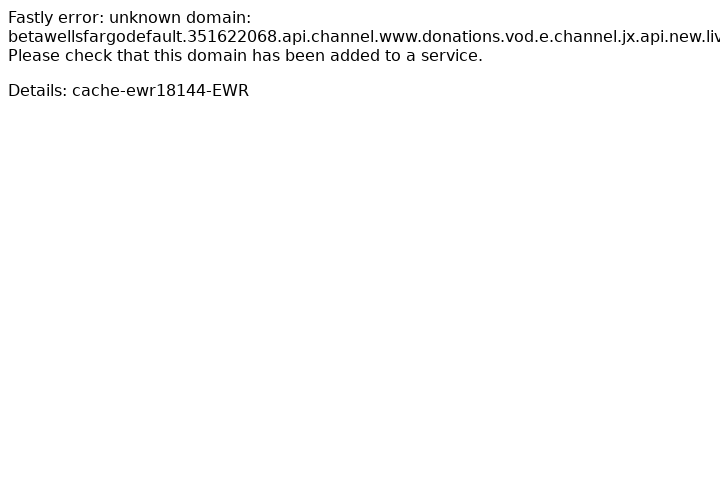 Fastly error: unknown domain:
betawellsfargodefault.351622068.api.channel.www.donations.vod.e.channel.jx.api.new.liv
Please check that this domain has been added to a service.
Details: cache-ewr18144-EWR